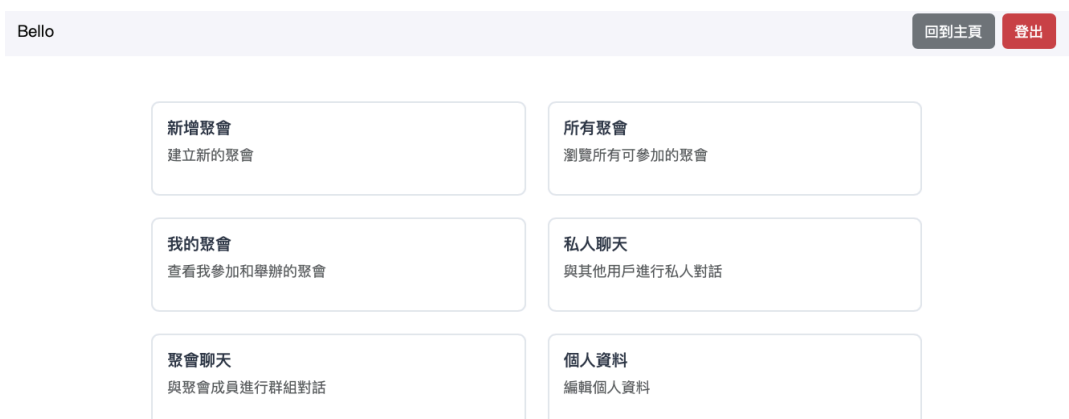 Bello
回到主頁
登出
新增聚會
建立新的聚會
所有聚會
瀏覽所有可參加的聚會
我的聚會
查看我參加和舉辦的聚會
私人聊天
與其他用戶進行私人對話
聚會聊天
與聚會成員進行群組對話
個人資料
編輯個人資料